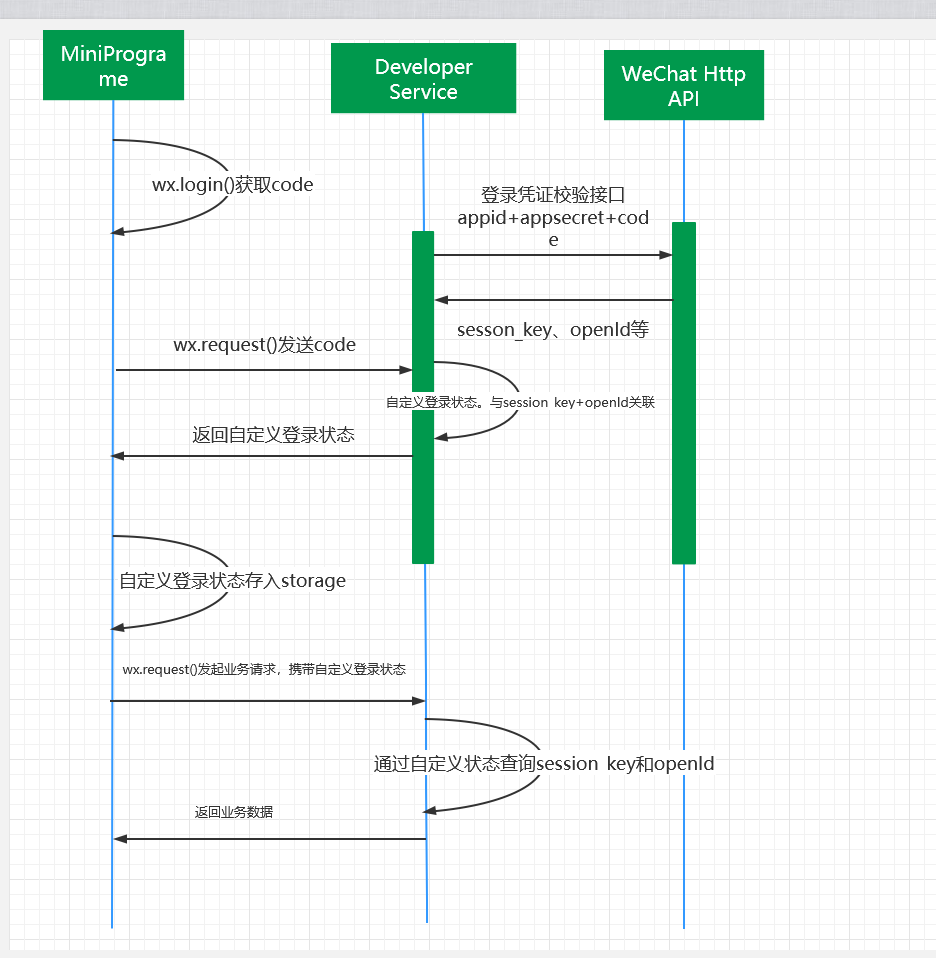 MiniProgra
me
Developer
Service
WeChat Http
API
wx.login()获取code
登录凭证校验接口
appid+appsecret+cod
e
sesson_key、openId等
wx.request()发送code
自定义登录状态。与session key+openId关联
返回自定义登录状态
自定义登录状态存入storage
wx.request()发起业务请求，携带自定义登录状态
通过自定义状态查询session key和openId
返回业务数据